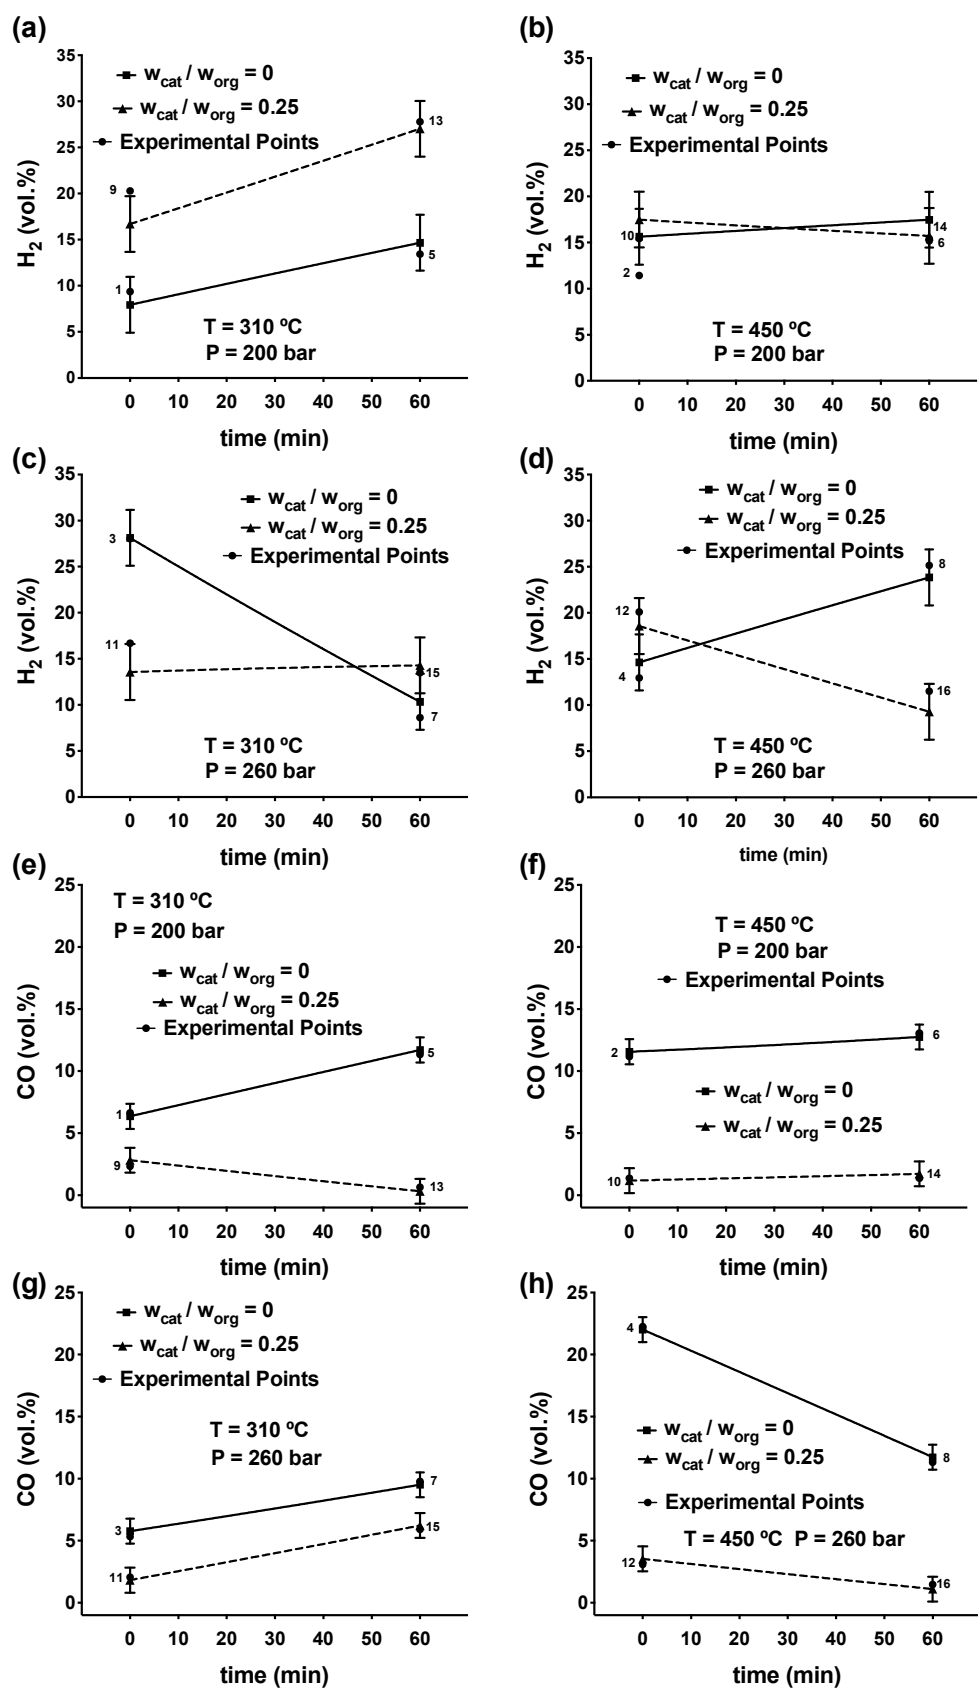 (a)
35
30
25
20
15
10
5
0
H2 (vol.%)
wcat / worg = 0
wcat / worg = 0.25
Experimental Points
9
13
1
5
T = 310 ºC
P = 200 bar
0 10 20 30 40 50 60
time (min)
(b)
35
30
25
20
15
10
5
0
H2 (vol.%)
wcat / worg = 0
wcat / worg = 0.25
Experimental Points
10
2
14
6
T = 450 ºC
P = 200 bar
0 10 20 30 40 50 60
time (min)
(c)
35
30
25
20
15
10
5
0
H2 (vol.%)
wcat / worg = 0
wcat / worg = 0.25
Experimental Points
3
11
15
7
T = 310 ºC
P = 260 bar
0 10 20 30 40 50 60
time (min)
(d)
35
30
25
20
15
10
5
0
H2 (vol.%)
wcat / worg = 0
wcat / worg = 0.25
Experimental Points
12
4
8
16
T = 450 ºC
P = 260 bar
0 10 20 30 40 50 60
time (min)
(e)
25
20
15
10
5
0
CO (vol.%)
T = 310 ºC
P = 200 bar
wcat / worg = 0
wcat / worg = 0.25
Experimental Points
1
5
9
13
0 10 20 30 40 50 60
time (min)
(f)
25
20
15
10
5
0
CO (vol.%)
T = 450 ºC
P = 200 bar
Experimental Points
2
6
wcat / worg = 0
wcat / worg = 0.25
10
14
0 10 20 30 40 50 60
time (min)
(g)
25
20
15
10
5
0
CO (vol.%)
wcat / worg = 0
wcat / worg = 0.25
Experimental Points
T = 310 ºC
P = 260 bar
3
7
11
15
0 10 20 30 40 50 60
time (min)
(h)
25
20
15
10
5
0
CO (vol.%)
4
8
wcat / worg = 0
wcat / worg = 0.25
Experimental Points
T = 450 ºC P = 260 bar
12
16
0 10 20 30 40 50 60
time (min)